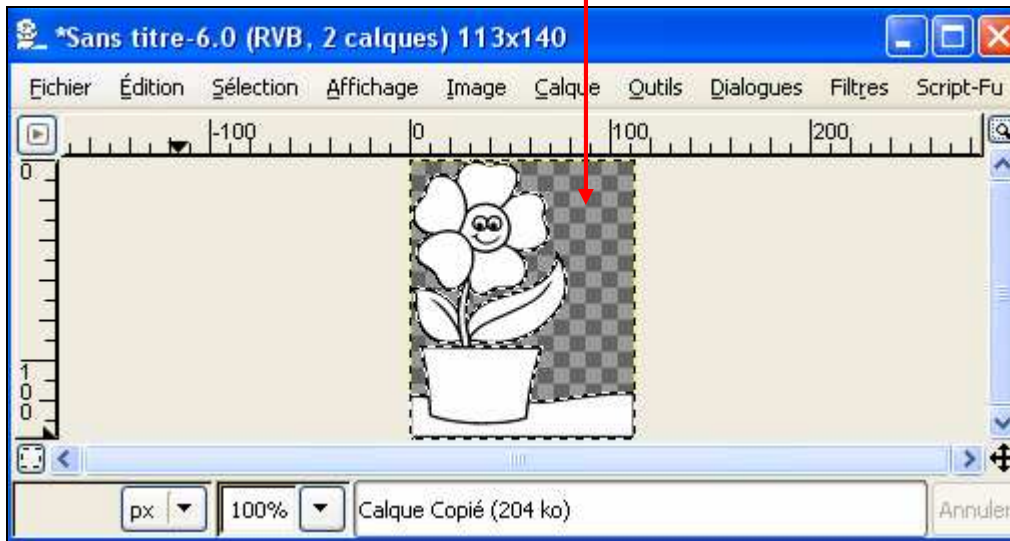 *Sans titre-6.0 (RVB, 2 calques) 113x140
Fichier Édition Sélection Affichage Image Calque Outils Dialogues Filtres Script-Fu
-100 0 100 200
0
100
px 100% Calque Copié (204 ko) Annuler